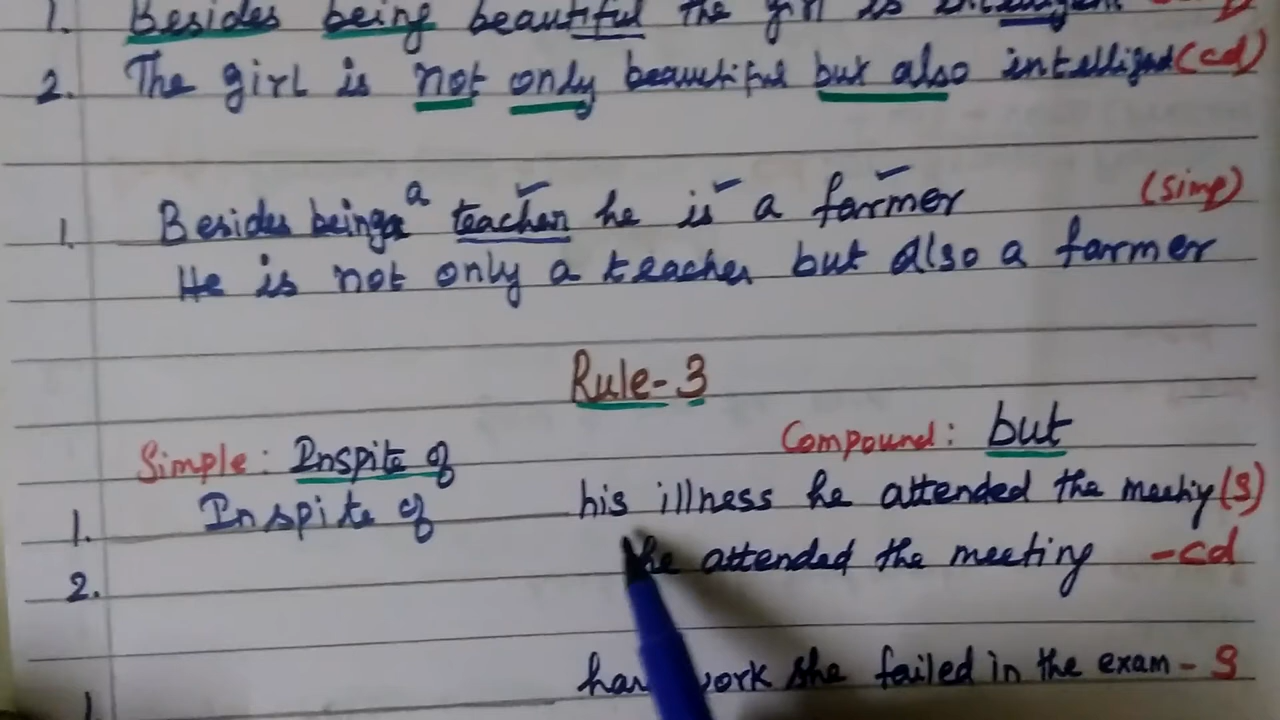 1. Besides being beautiful the girl is
2. The girl is not only beautiful but also intelligent (cd)
1. Besides being a teacher he is a farmer (simp)
He is not only a teacher but also a farmer
Rule-3
Simple: Inspite of Compound: but
1. Inspite of his illness he attended the meeting (S)
2. he attended the meeting - cd
work she failed in the exam - S
1